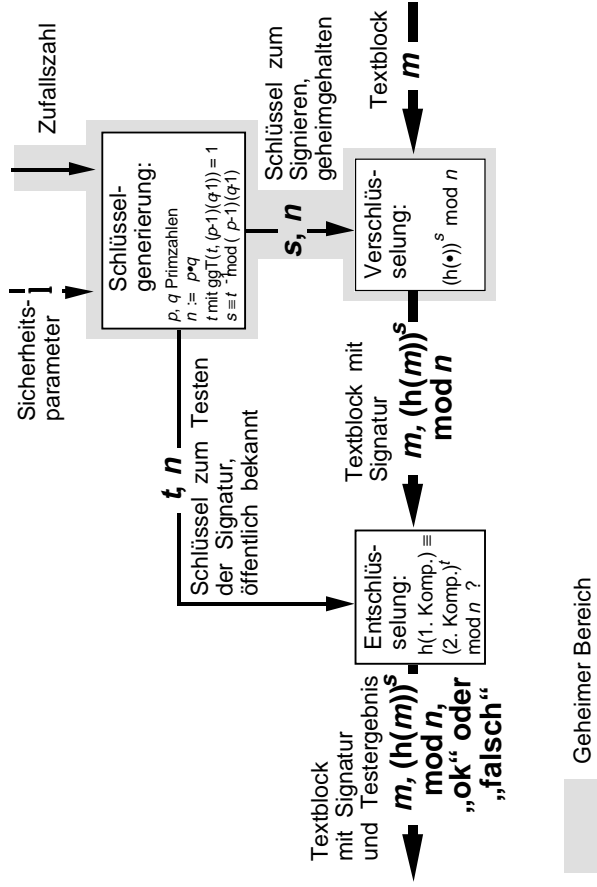 Sicherheits-
parameter
l
Zufallszahl
Schlüssel-
generierung:
p, q Primzahlen
n := p•q
t mit ggT(t, (p-1)(q-1)) = 1
s ≡ t⁻¹ mod (p-1)(q-1)
t, n
Schlüssel zum Testen
der Signatur,
öffentlich bekannt
s, n
Schlüssel zum
Signieren,
geheimgehalten
Entschlüs-
selung:
h(1. Komp.) ≡
(2. Komp.)ᵗ
mod n ?
Textblock mit
Signatur
m, (h(m))ˢ
mod n
Verschlüs-
selung:
(h(•))ˢ mod n
Textblock
m
Textblock
mit Signatur
und Testergebnis
m, (h(m))ˢ
mod n,
„ok“ oder
„falsch“
Geheimer Bereich